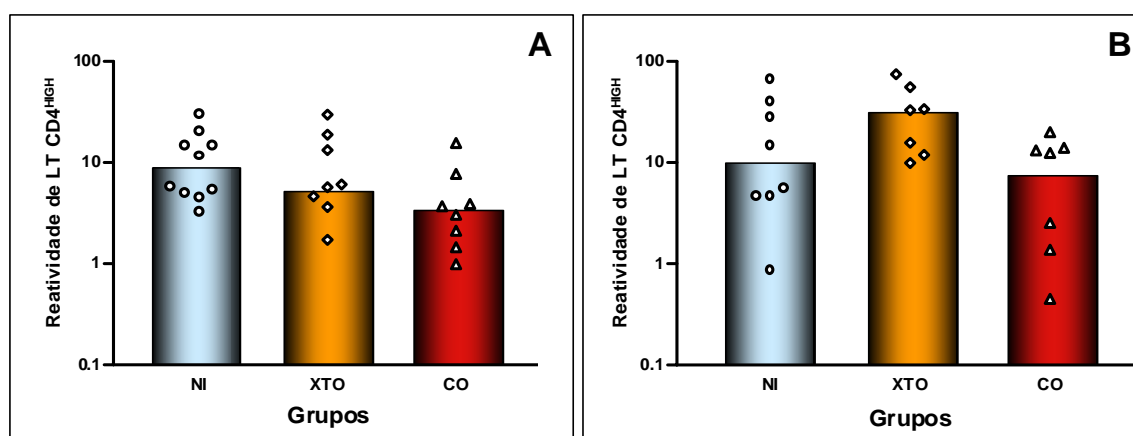 A
Reatividade de LT CD4HIGH
100
10
1
0.1
NI XTO CO
Grupos
B
Reatividade de LT CD4HIGH
100
10
1
0.1
NI XTO CO
Grupos